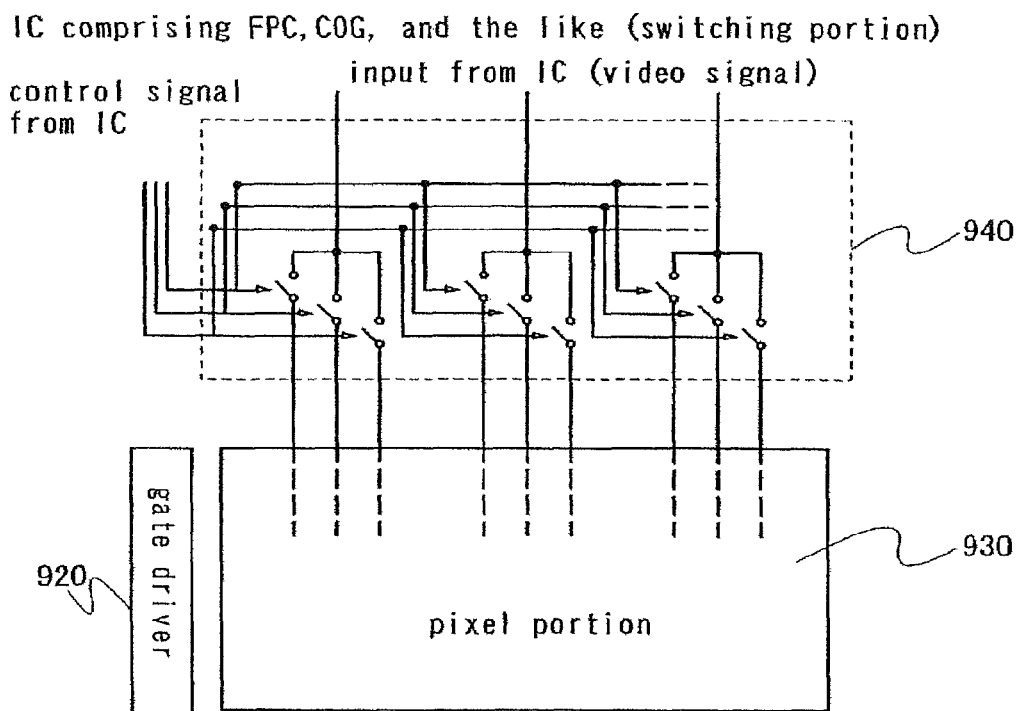 IC comprising FPC, COG, and the like (switching portion)
input from IC (video signal)
control signal
from IC
940
gate driver
920
930
pixel portion